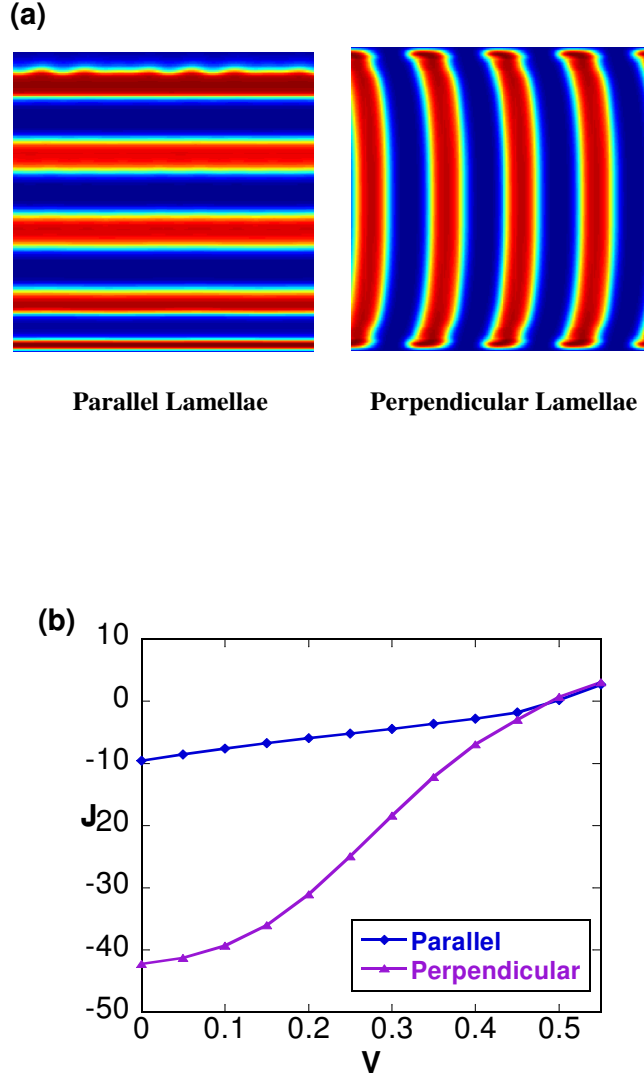 (a)
Parallel Lamellae
Perpendicular Lamellae
(b)
10
0
-10
-20
-30
-40
-50
J
0
0.1
0.2
0.3
0.4
0.5
V
Parallel
Perpendicular